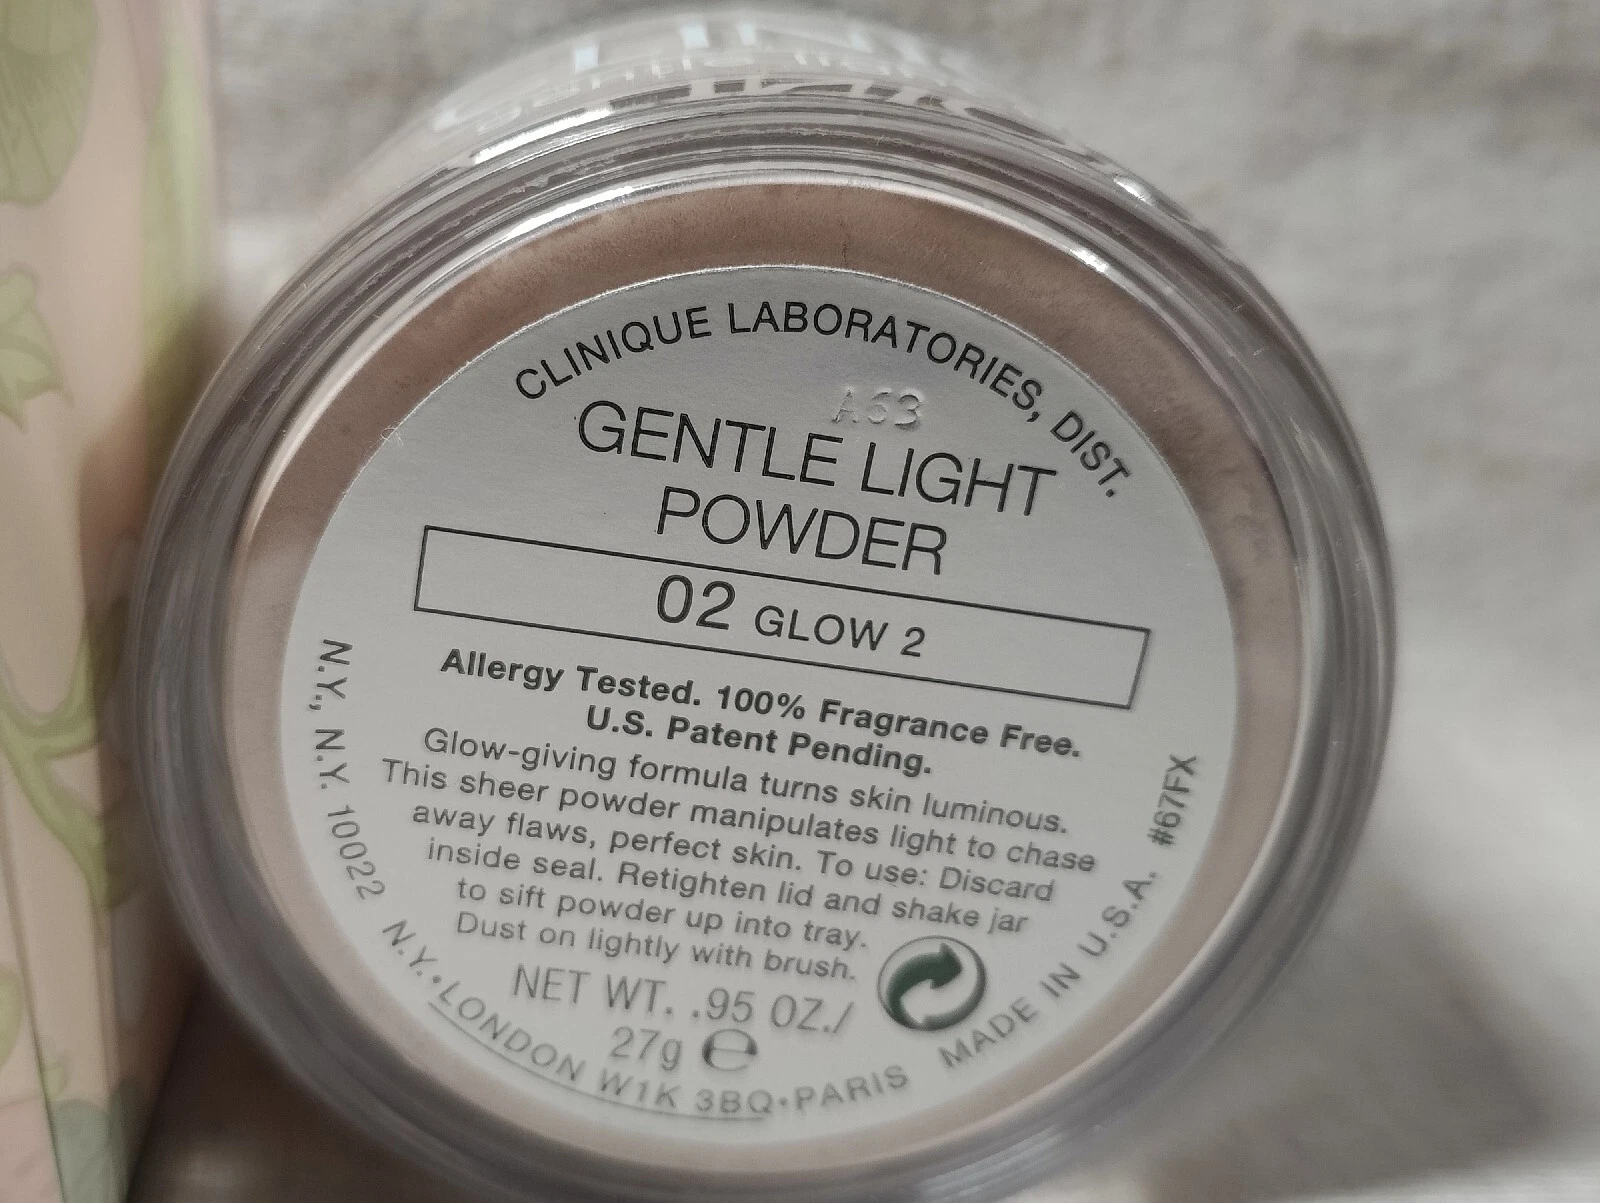 CLINIQUE LABORATORIES, DIST.
A63
GENTLE LIGHT
POWDER
02 GLOW 2
Allergy Tested. 100% Fragrance Free.
U.S. Patent Pending.
Glow-giving formula turns skin luminous.
This sheer powder manipulates light to chase
away flaws, perfect skin. To use: Discard
inside seal. Retighten lid and shake jar
to sift powder up into tray.
Dust on lightly with brush.
NET WT. .95 OZ./
27g ℮
N.Y., N.Y. 10022 N.Y.•LONDON W1K 3BQ•PARIS MADE IN U.S.A. #67FX